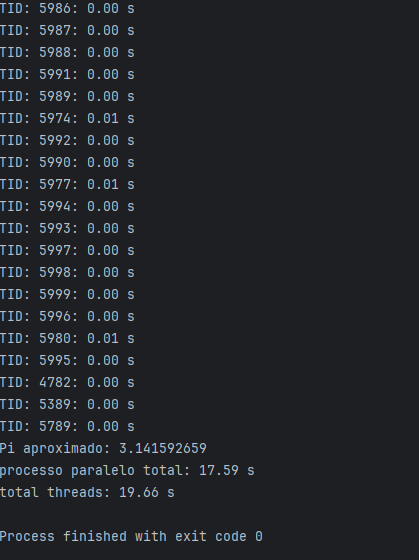 TID: 5986: 0.00 s
TID: 5987: 0.00 s
TID: 5988: 0.00 s
TID: 5991: 0.00 s
TID: 5989: 0.00 s
TID: 5974: 0.01 s
TID: 5992: 0.00 s
TID: 5990: 0.00 s
TID: 5977: 0.01 s
TID: 5994: 0.00 s
TID: 5993: 0.00 s
TID: 5997: 0.00 s
TID: 5998: 0.00 s
TID: 5999: 0.00 s
TID: 5996: 0.00 s
TID: 5980: 0.01 s
TID: 5995: 0.00 s
TID: 4782: 0.00 s
TID: 5389: 0.00 s
TID: 5789: 0.00 s
Pi aproximado: 3.141592659
processo paralelo total: 17.59 s
total threads: 19.66 s
Process finished with exit code 0